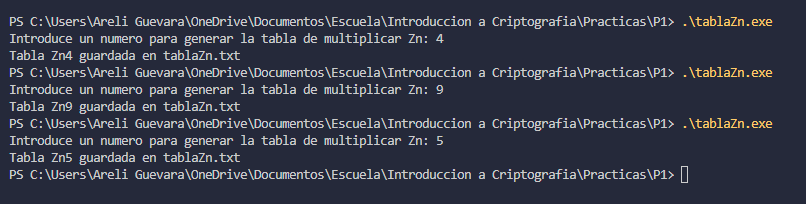 PS C:\Users\Areli Guevara\OneDrive\Documentos\Escuela\Introduccion a Criptografia\Practicas\P1> .\tablaZn.exe
Introduce un numero para generar la tabla de multiplicar Zn: 4
Tabla Zn4 guardada en tablaZn.txt
PS C:\Users\Areli Guevara\OneDrive\Documentos\Escuela\Introduccion a Criptografia\Practicas\P1> .\tablaZn.exe
Introduce un numero para generar la tabla de multiplicar Zn: 9
Tabla Zn9 guardada en tablaZn.txt
PS C:\Users\Areli Guevara\OneDrive\Documentos\Escuela\Introduccion a Criptografia\Practicas\P1> .\tablaZn.exe
Introduce un numero para generar la tabla de multiplicar Zn: 5
Tabla Zn5 guardada en tablaZn.txt
PS C:\Users\Areli Guevara\OneDrive\Documentos\Escuela\Introduccion a Criptografia\Practicas\P1>